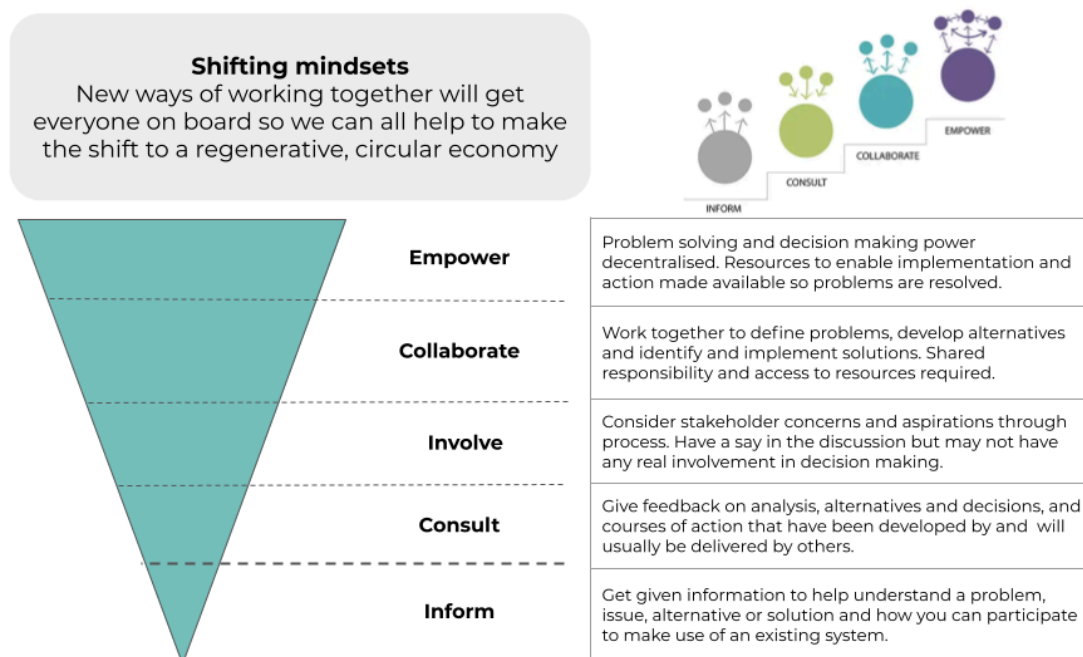 Shifting mindsets
New ways of working together will get
everyone on board so we can all help to make
the shift to a regenerative, circular economy
EMPOWER
COLLABORATE
CONSULT
INFORM
Empower
Problem solving and decision making power
decentralised. Resources to enable implementation and
action made available so problems are resolved.
Collaborate
Work together to define problems, develop alternatives
and identify and implement solutions. Shared
responsibility and access to resources required.
Involve
Consider stakeholder concerns and aspirations through
process. Have a say in the discussion but may not have
any real involvement in decision making.
Consult
Give feedback on analysis, alternatives and decisions, and
courses of action that have been developed by and will
usually be delivered by others.
Inform
Get given information to help understand a problem,
issue, alternative or solution and how you can participate
to make use of an existing system.